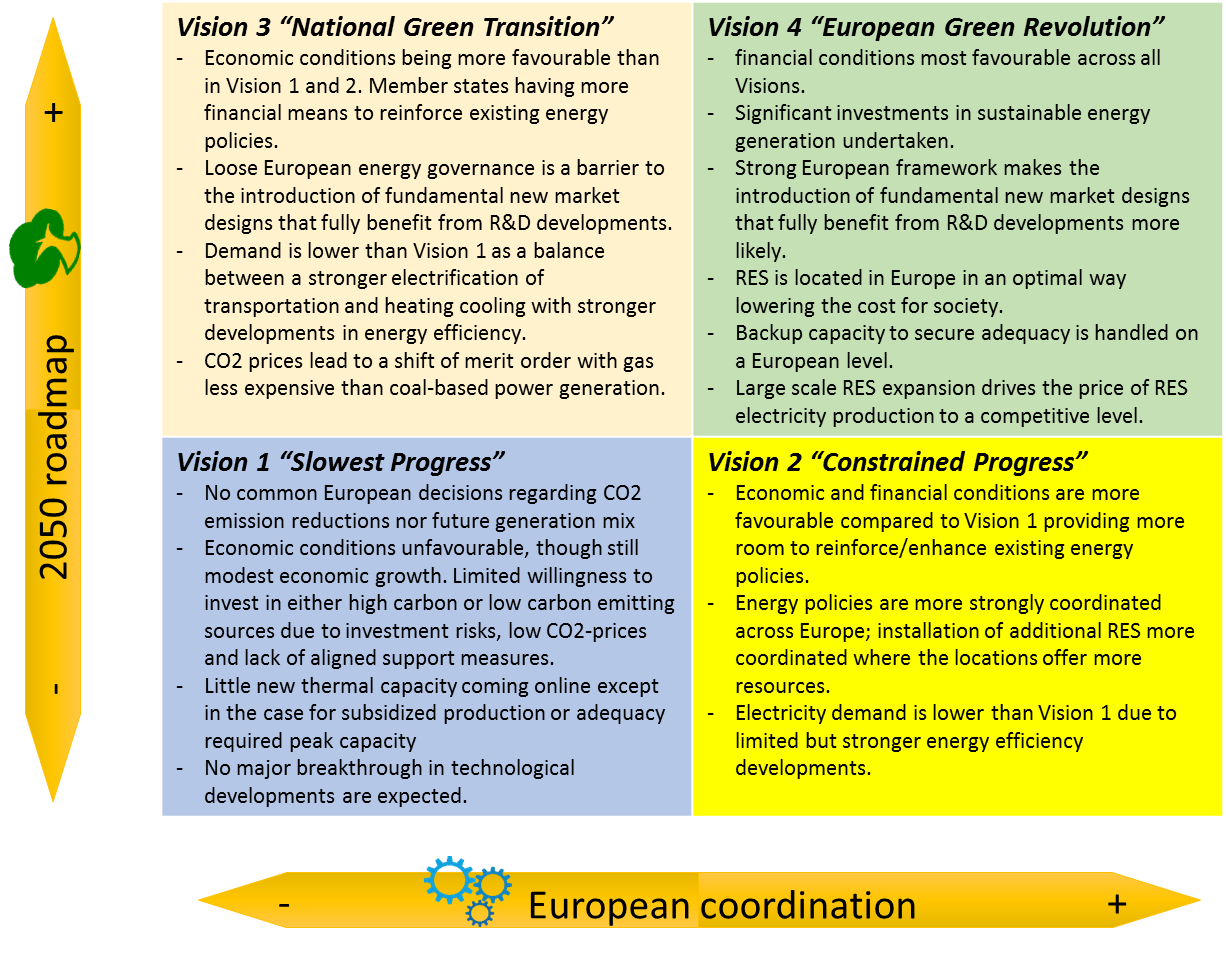 Vision 3 “National Green Transition”
- Economic conditions being more favourable than
in Vision 1 and 2. Member states having more
financial means to reinforce existing energy
policies.
- Loose European energy governance is a barrier to
the introduction of fundamental new market
designs that fully benefit from R&D developments.
- Demand is lower than Vision 1 as a balance
between a stronger electrification of
transportation and heating cooling with stronger
developments in energy efficiency.
- CO2 prices lead to a shift of merit order with gas
less expensive than coal-based power generation.
Vision 4 “European Green Revolution”
- financial conditions most favourable across all
Visions.
- Significant investments in sustainable energy
generation undertaken.
- Strong European framework makes the
introduction of fundamental new market designs
that fully benefit from R&D developments more
likely.
- RES is located in Europe in an optimal way
lowering the cost for society.
- Backup capacity to secure adequacy is handled on
a European level.
- Large scale RES expansion drives the price of RES
electricity production to a competitive level.
+
2050 roadmap
-
Vision 1 “Slowest Progress”
- No common European decisions regarding CO2
emission reductions nor future generation mix
- Economic conditions unfavourable, though still
modest economic growth. Limited willingness to
invest in either high carbon or low carbon emitting
sources due to investment risks, low CO2-prices
and lack of aligned support measures.
- Little new thermal capacity coming online except
in the case for subsidized production or adequacy
required peak capacity
- No major breakthrough in technological
developments are expected.
Vision 2 “Constrained Progress”
- Economic and financial conditions are more
favourable compared to Vision 1 providing more
room to reinforce/enhance existing energy
policies.
- Energy policies are more strongly coordinated
across Europe; installation of additional RES more
coordinated where the locations offer more
resources.
- Electricity demand is lower than Vision 1 due to
limited but stronger energy efficiency
developments.
- European coordination +